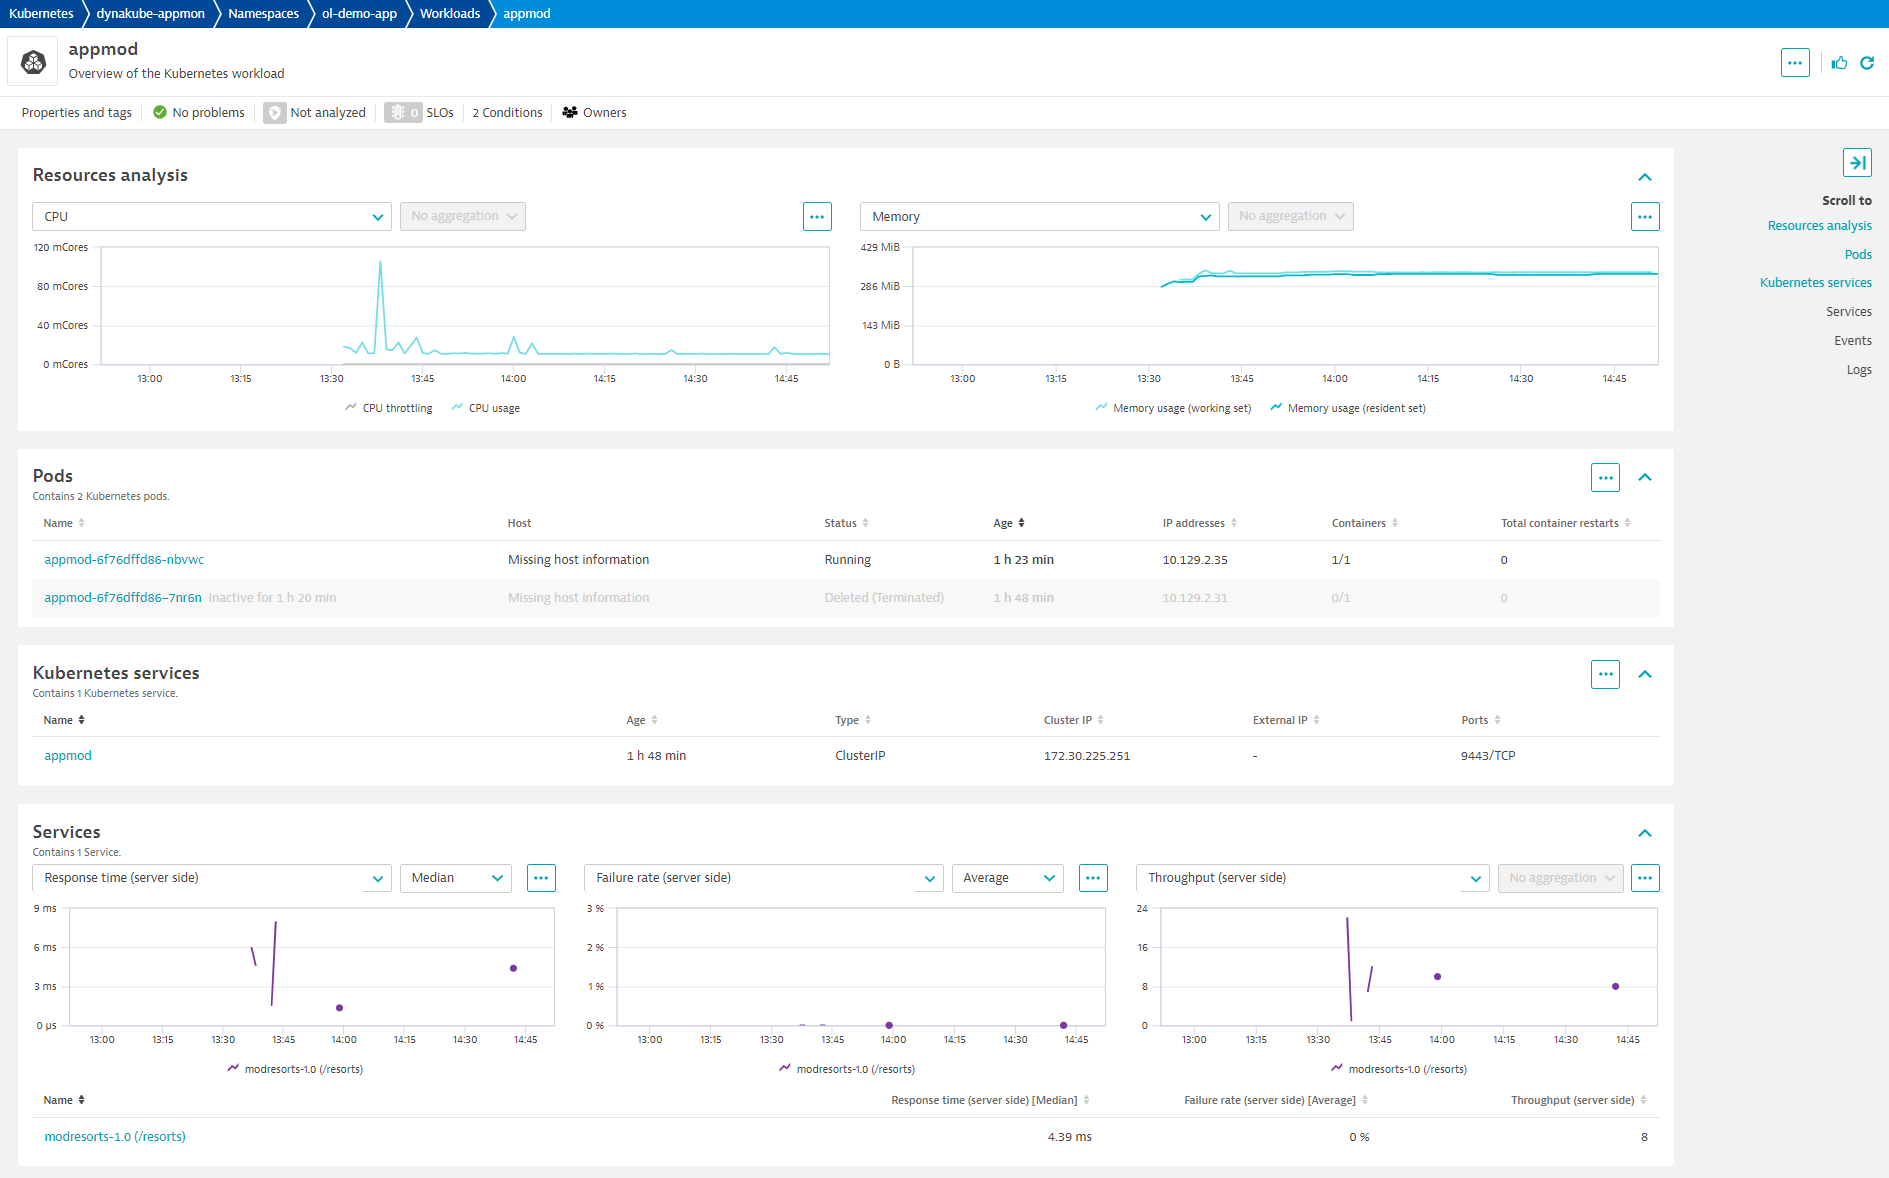 Kubernetes dynakube-appmon Namespaces ol-demo-app Workloads appmod
appmod
Overview of the Kubernetes workload
Properties and tags No problems Not analyzed 0 SLOs 2 Conditions Owners
Resources analysis
CPU No aggregation
120 mCores
80 mCores
40 mCores
0 mCores
13:00 13:15 13:30 13:45 14:00 14:15 14:30 14:45
CPU throttling CPU usage
Memory No aggregation
429 MiB
286 MiB
143 MiB
0 B
13:00 13:15 13:30 13:45 14:00 14:15 14:30 14:45
Memory usage (working set) Memory usage (resident set)
Scroll to
Resources analysis
Pods
Kubernetes services
Services
Events
Logs
Pods
Contains 2 Kubernetes pods.
Name Host Status Age IP addresses Containers Total container restarts
appmod-6f76dffd86-nbvwc Missing host information Running 1 h 23 min 10.129.2.35 1/1 0
appmod-6f76dffd86-7nr6n Inactive for 1 h 20 min Missing host information Deleted (Terminated) 1 h 48 min 10.129.2.31 0/1 0
Kubernetes services
Contains 1 Kubernetes service.
Name Age Type Cluster IP External IP Ports
appmod 1 h 48 min ClusterIP 172.30.225.251 - 9443/TCP
Services
Contains 1 Service.
Response time (server side) Median
9 ms
6 ms
3 ms
0 µs
13:00 13:15 13:30 13:45 14:00 14:15 14:30 14:45
modresorts-1.0 (/resorts)
Failure rate (server side) Average
3 %
2 %
1 %
0 %
13:00 13:15 13:30 13:45 14:00 14:15 14:30 14:45
modresorts-1.0 (/resorts)
Throughput (server side) No aggregation
24
16
8
0
13:00 13:15 13:30 13:45 14:00 14:15 14:30 14:45
modresorts-1.0 (/resorts)
Name Response time (server side) [Median] Failure rate (server side) [Average] Throughput (server side)
modresorts-1.0 (/resorts) 4.39 ms 0 % 8